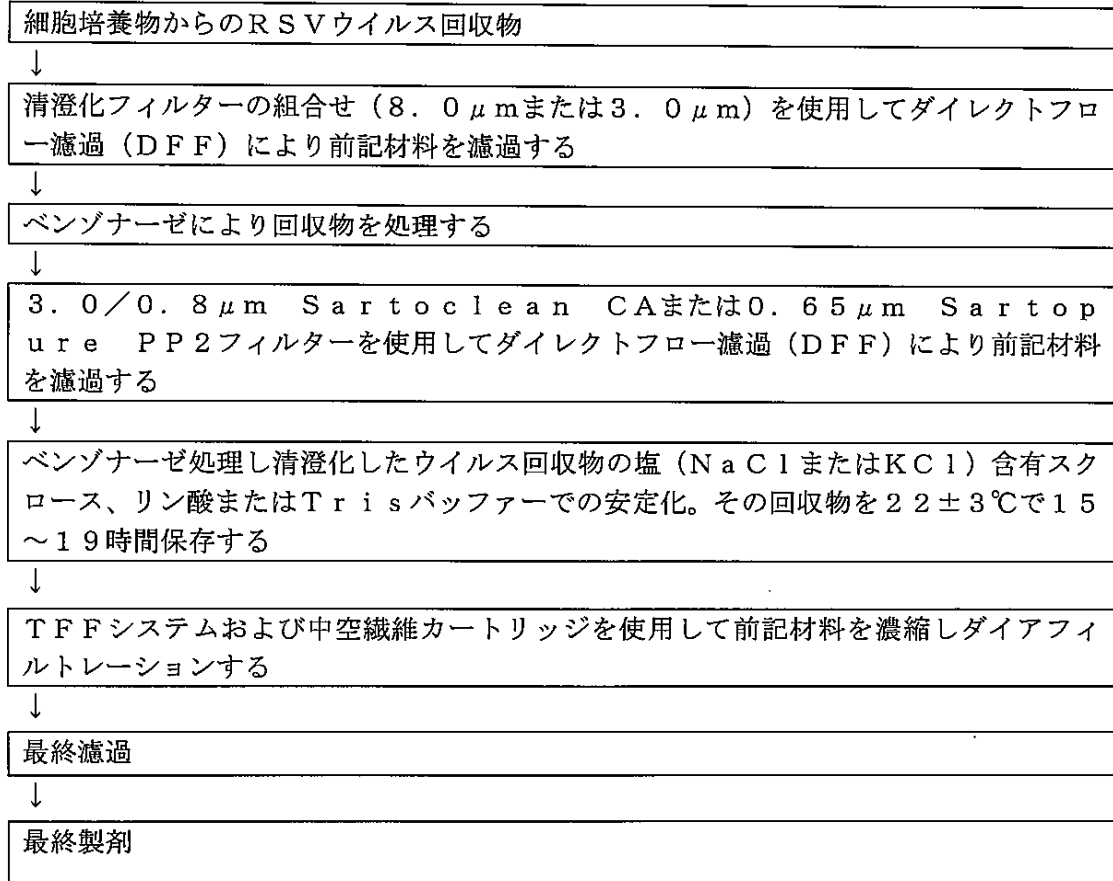 細胞培養物からのRSVウイルス回収物
↓
清澄化フィルターの組合せ（8．0μmまたは3．0μm）を使用してダイレクトフロ
ー濾過（DFF）により前記材料を濾過する
↓
ベンゾナーゼにより回収物を処理する
↓
3．0／0．8μm　Sartoclean　CAまたは0．65μm　Sartop
ure　PP2フィルターを使用してダイレクトフロー濾過（DFF）により前記材料
を濾過する
↓
ベンゾナーゼ処理し清澄化したウイルス回収物の塩（NaClまたはKCl）含有スク
ロース、リン酸またはTrisバッファーでの安定化。その回収物を22±3℃で15
～19時間保存する
↓
TFFシステムおよび中空繊維カートリッジを使用して前記材料を濃縮しダイアフィ
ルトレーションする
↓
最終濾過
↓
最終製剤